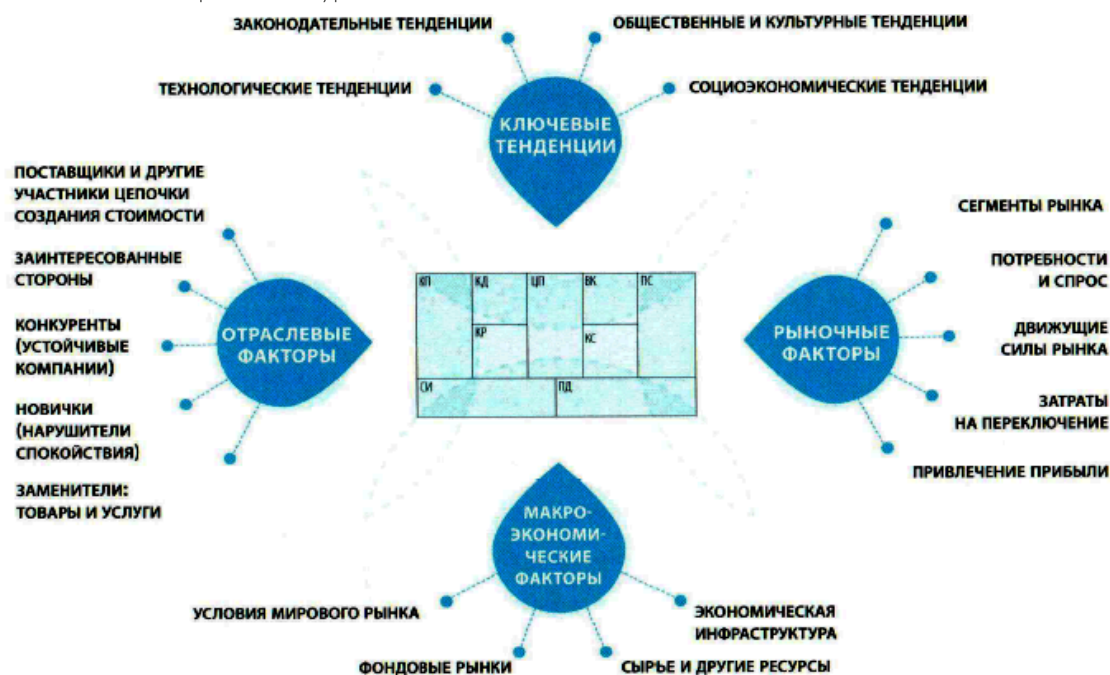 ЗАКОНОДАТЕЛЬНЫЕ ТЕНДЕНЦИИ
ОБЩЕСТВЕННЫЕ И КУЛЬТУРНЫЕ ТЕНДЕНЦИИ
ТЕХНОЛОГИЧЕСКИЕ ТЕНДЕНЦИИ
СОЦИОЭКОНОМИЧЕСКИЕ ТЕНДЕНЦИИ
КЛЮЧЕВЫЕ
ТЕНДЕНЦИИ
ПОСТАВЩИКИ И ДРУГИЕ
УЧАСТНИКИ ЦЕПОЧКИ
СОЗДАНИЯ СТОИМОСТИ
ЗАИНТЕРЕСОВАННЫЕ
СТОРОНЫ
КОНКУРЕНТЫ
(УСТОЙЧИВЫЕ
КОМПАНИИ)
НОВИЧКИ
(НАРУШИТЕЛИ
СПОКОЙСТВИЯ)
ЗАМЕНИТЕЛИ:
ТОВАРЫ И УСЛУГИ
ОТРАСЛЕВЫЕ
ФАКТОРЫ
КП
КД
ЦП
ВК
ПС
КР
КС
СИ
ПД
РЫНОЧНЫЕ
ФАКТОРЫ
СЕГМЕНТЫ РЫНКА
ПОТРЕБНОСТИ
И СПРОС
ДВИЖУЩИЕ
СИЛЫ РЫНКА
ЗАТРАТЫ
НА ПЕРЕКЛЮЧЕНИЕ
ПРИВЛЕЧЕНИЕ ПРИБЫЛИ
МАКРО-
ЭКОНОМИ-
ЧЕСКИЕ
ФАКТОРЫ
УСЛОВИЯ МИРОВОГО РЫНКА
ЭКОНОМИЧЕСКАЯ
ИНФРАСТРУКТУРА
ФОНДОВЫЕ РЫНКИ
СЫРЬЕ И ДРУГИЕ РЕСУРСЫ